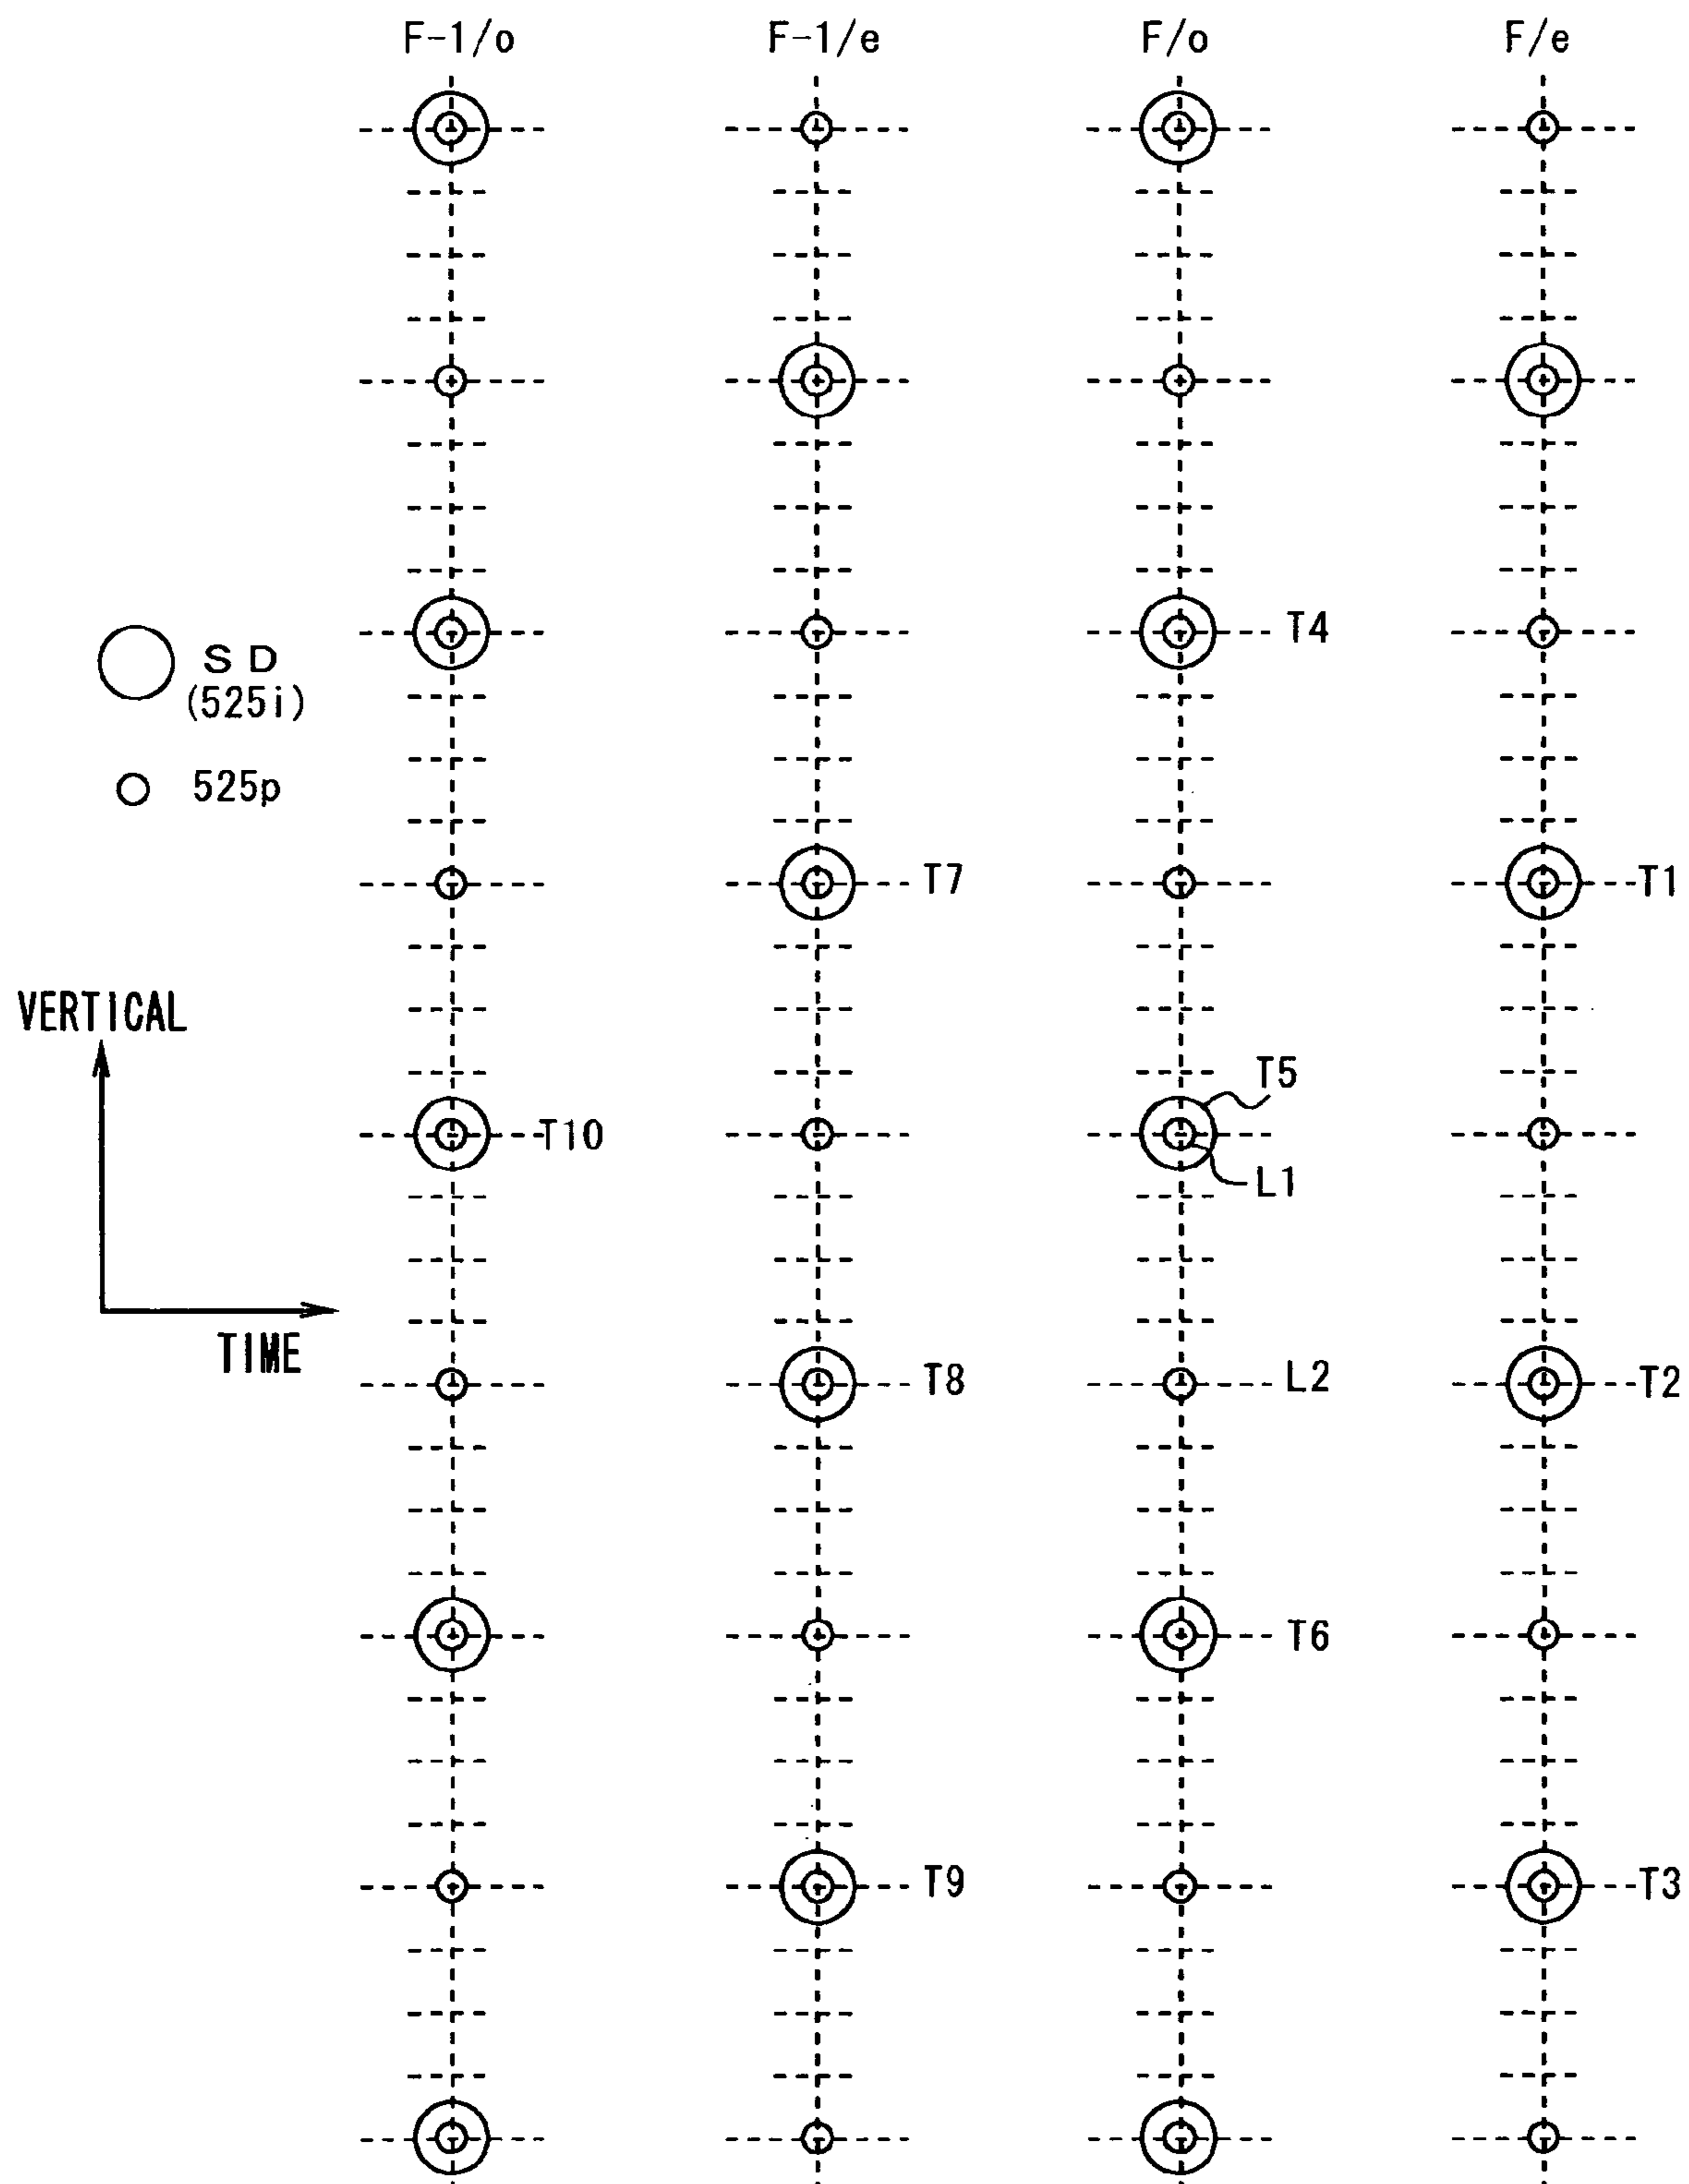 F-1/o F-1/e F/o F/e
T4
SD
(525i)
525p
T7 T1
VERTICAL
T5
T10
L1
TIME
T8 L2 T2
T6
T9 T3